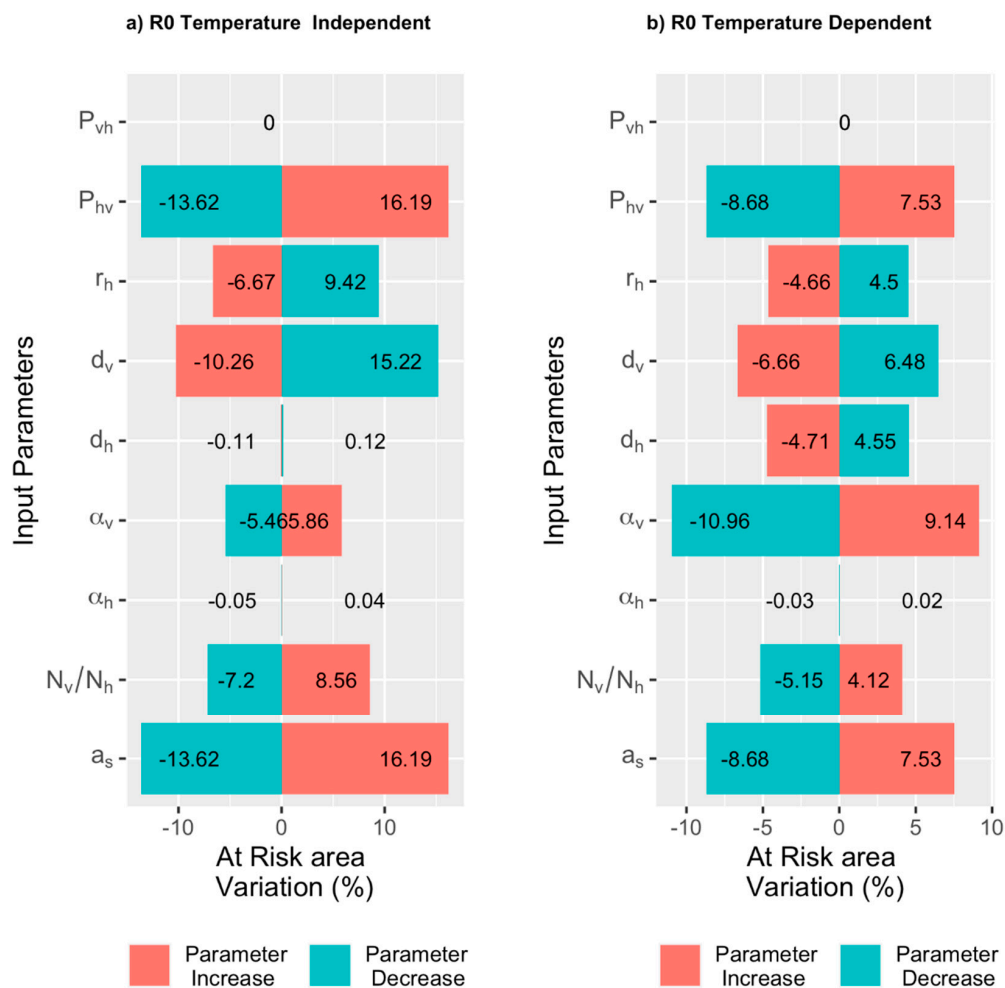 a) R0 Temperature  Independent
Input Parameters
Pvh
0
Phv
-13.62 16.19
rh
-6.67 9.42
dv
-10.26 15.22
dh
-0.11 0.12
αv
-5.46 5.86
αh
-0.05 0.04
Nv/Nh
-7.2 8.56
as
-13.62 16.19
-10 0 10
At Risk area
Variation (%)
Parameter
Increase
Parameter
Decrease
b) R0 Temperature Dependent
Input Parameters
Pvh
0
Phv
-8.68 7.53
rh
-4.66 4.5
dv
-6.66 6.48
dh
-4.71 4.55
αv
-10.96 9.14
αh
-0.03 0.02
Nv/Nh
-5.15 4.12
as
-8.68 7.53
-10 -5 0 5 10
At Risk area
Variation (%)
Parameter
Increase
Parameter
Decrease